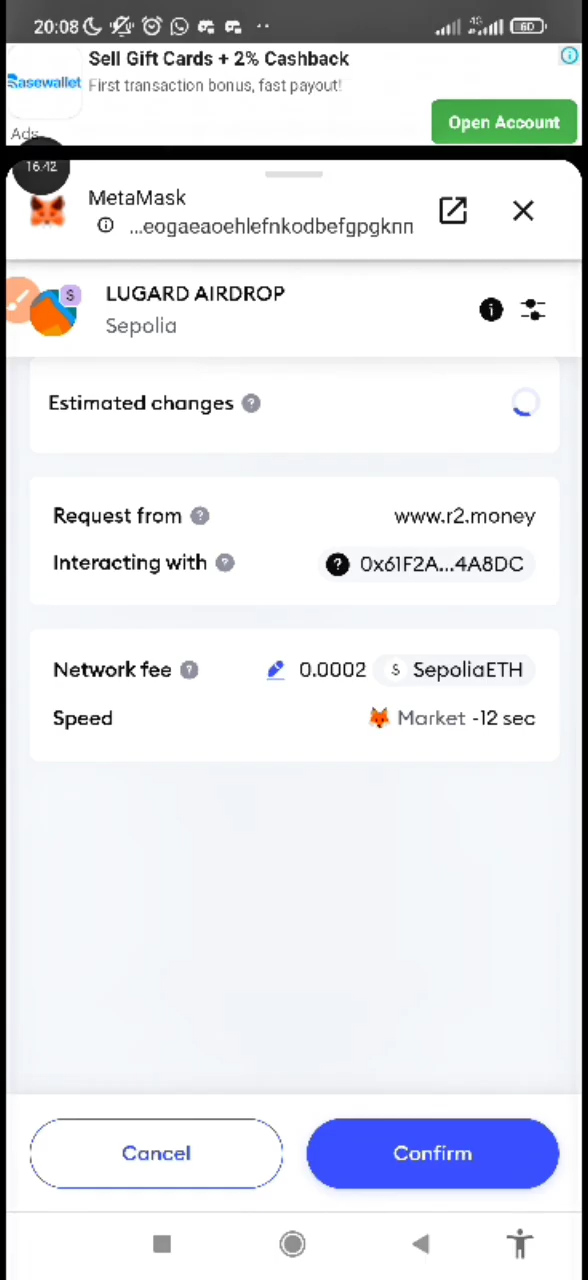 20:08
4G
60
Sell Gift Cards + 2% Cashback
Basewallet
First transaction bonus, fast payout!
Ads
Open Account
16:42
MetaMask
...eogaeaoehlefnkodbefgpgknn
S
LUGARD AIRDROP
Sepolia
Estimated changes ?
Request from ?
www.r2.money
Interacting with ?
? 0x61F2A...4A8DC
Network fee ?
0.0002
S SepoliaETH
Speed
Market ~12 sec
Cancel
Confirm